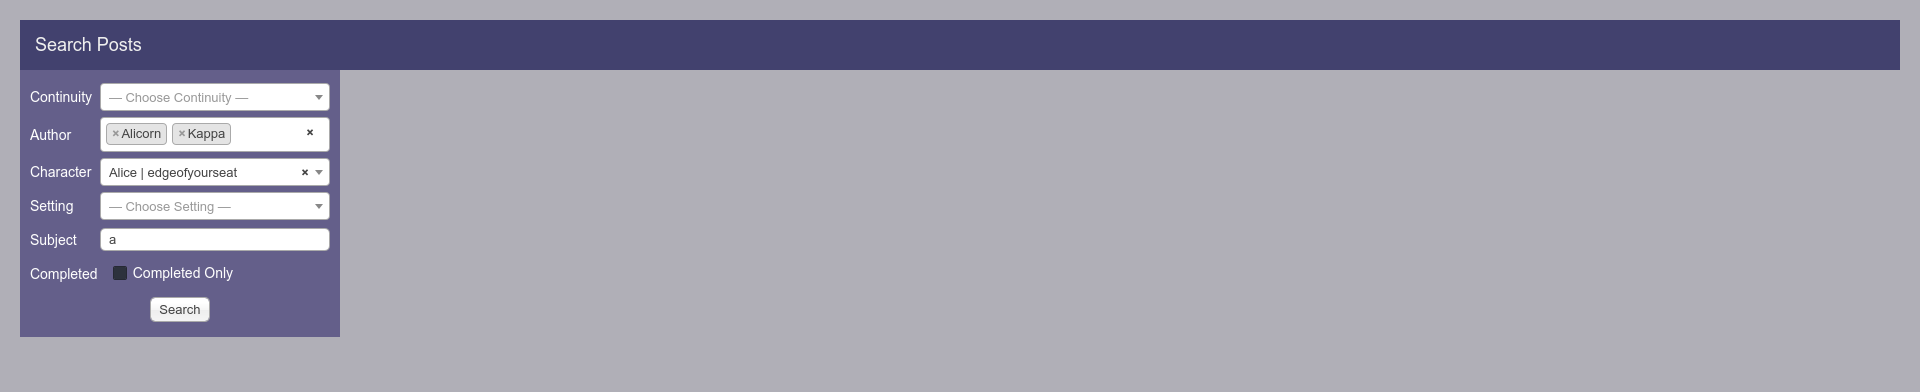 Search Posts
Continuity — Choose Continuity —
Author × Alicorn × Kappa ×
Character Alice | edgeofyourseat ×
Setting — Choose Setting —
Subject a
Completed Completed Only
Search